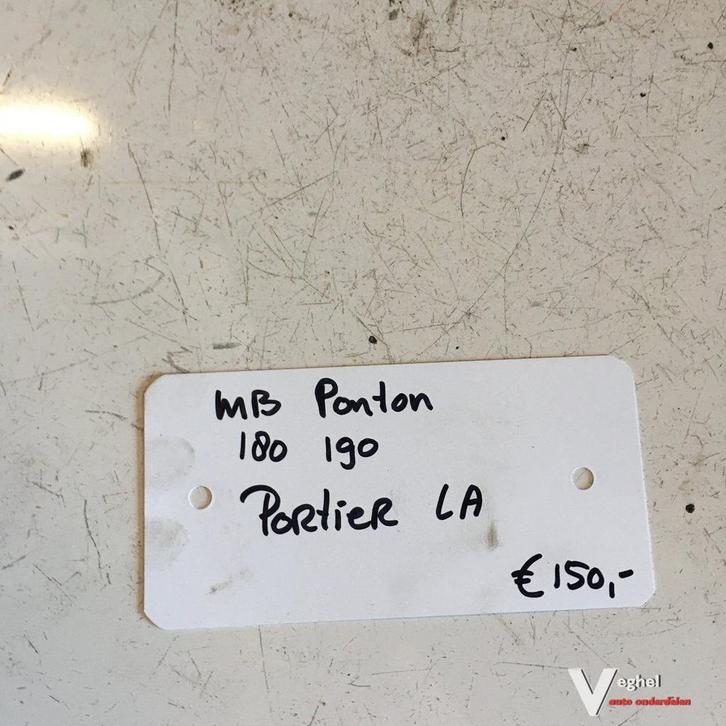 MB Ponton
180 190
Portier LA
€150,-
Veghel
auto onderdelen